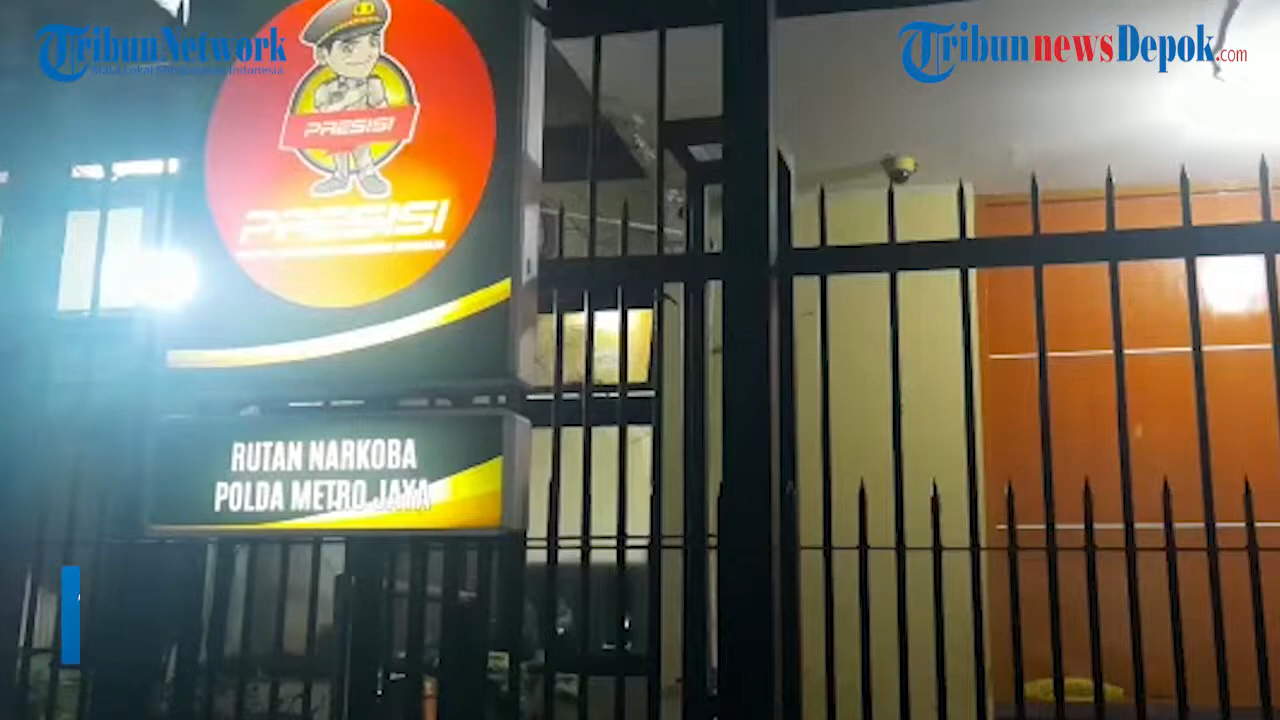 TribunNetwork
TribunnewsDepok.com
PRESISI
PRESISI
RUTAN NARKOBA
POLDA METRO JAYA